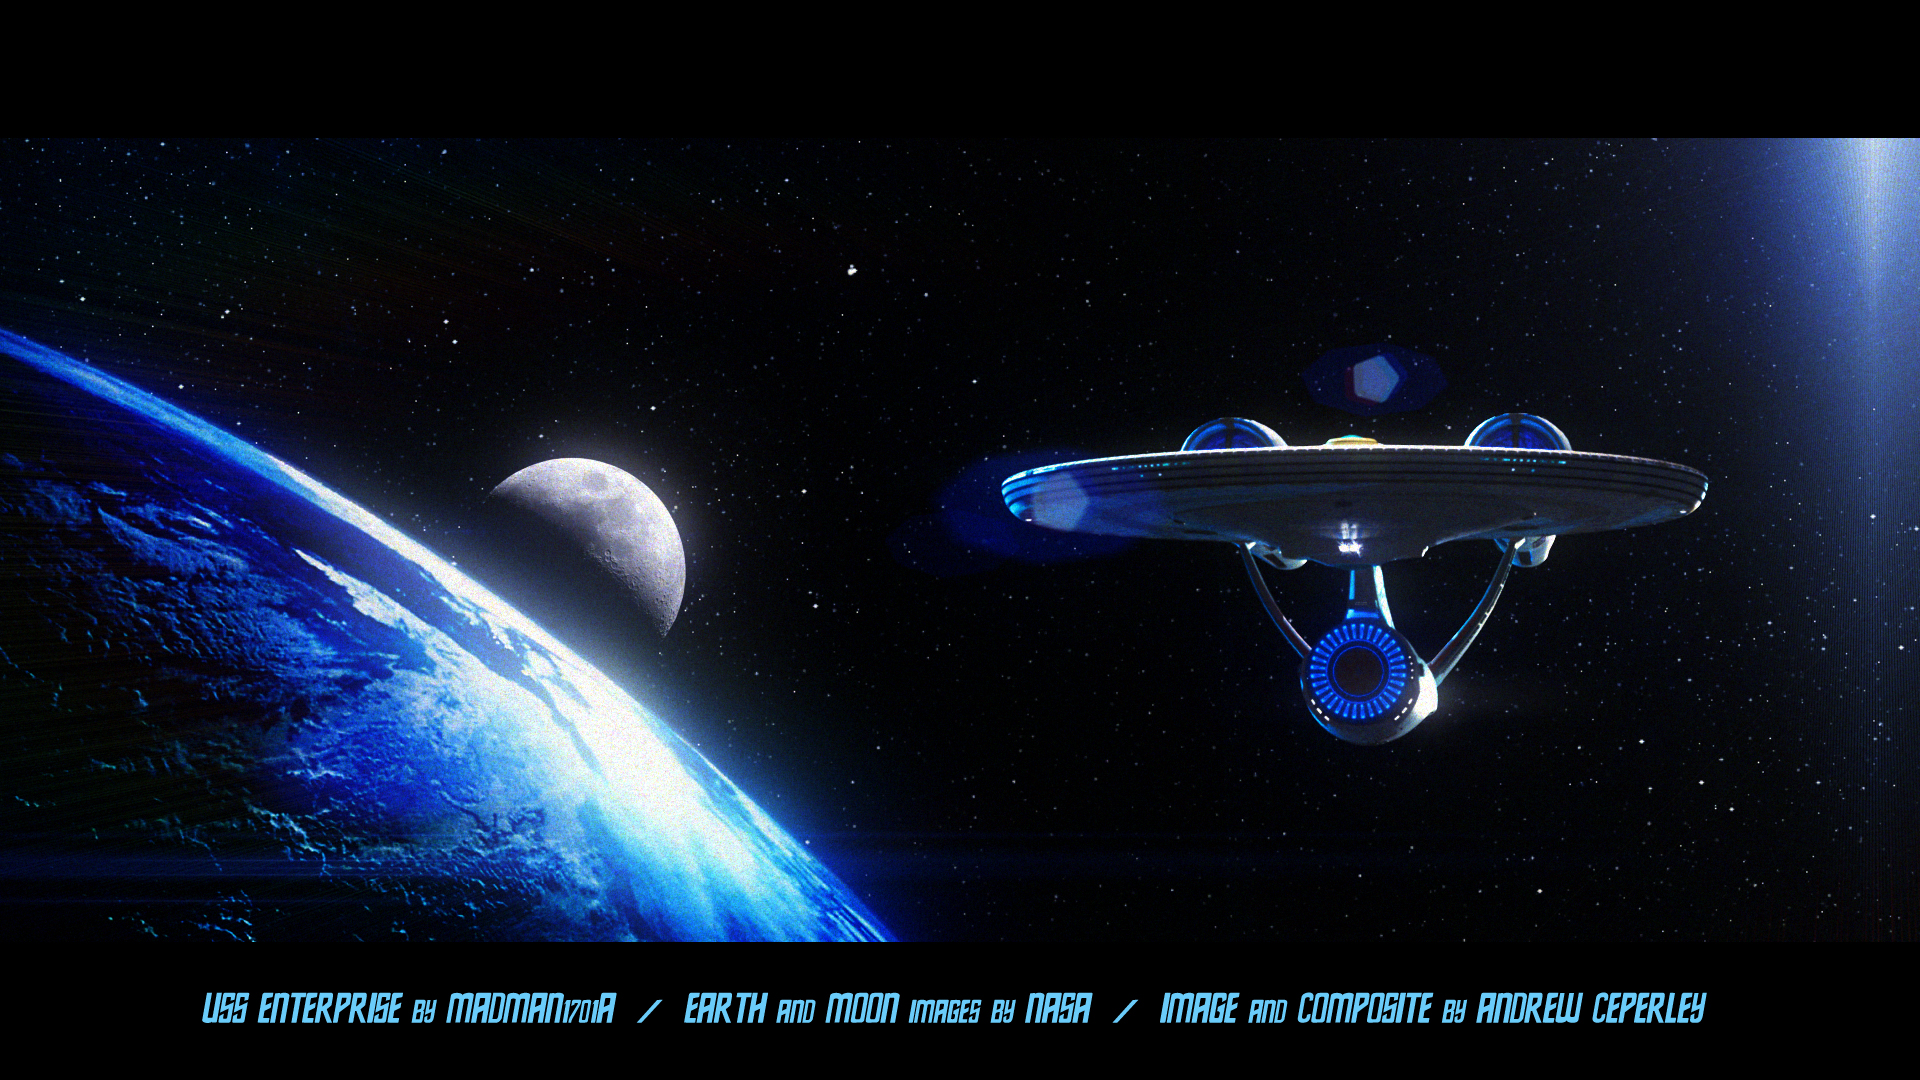 USS ENTERPRISE BY MADMAN1701A / EARTH AND MOON IMAGES BY NASA / IMAGE AND COMPOSITE BY ANDREW CEPERLEY